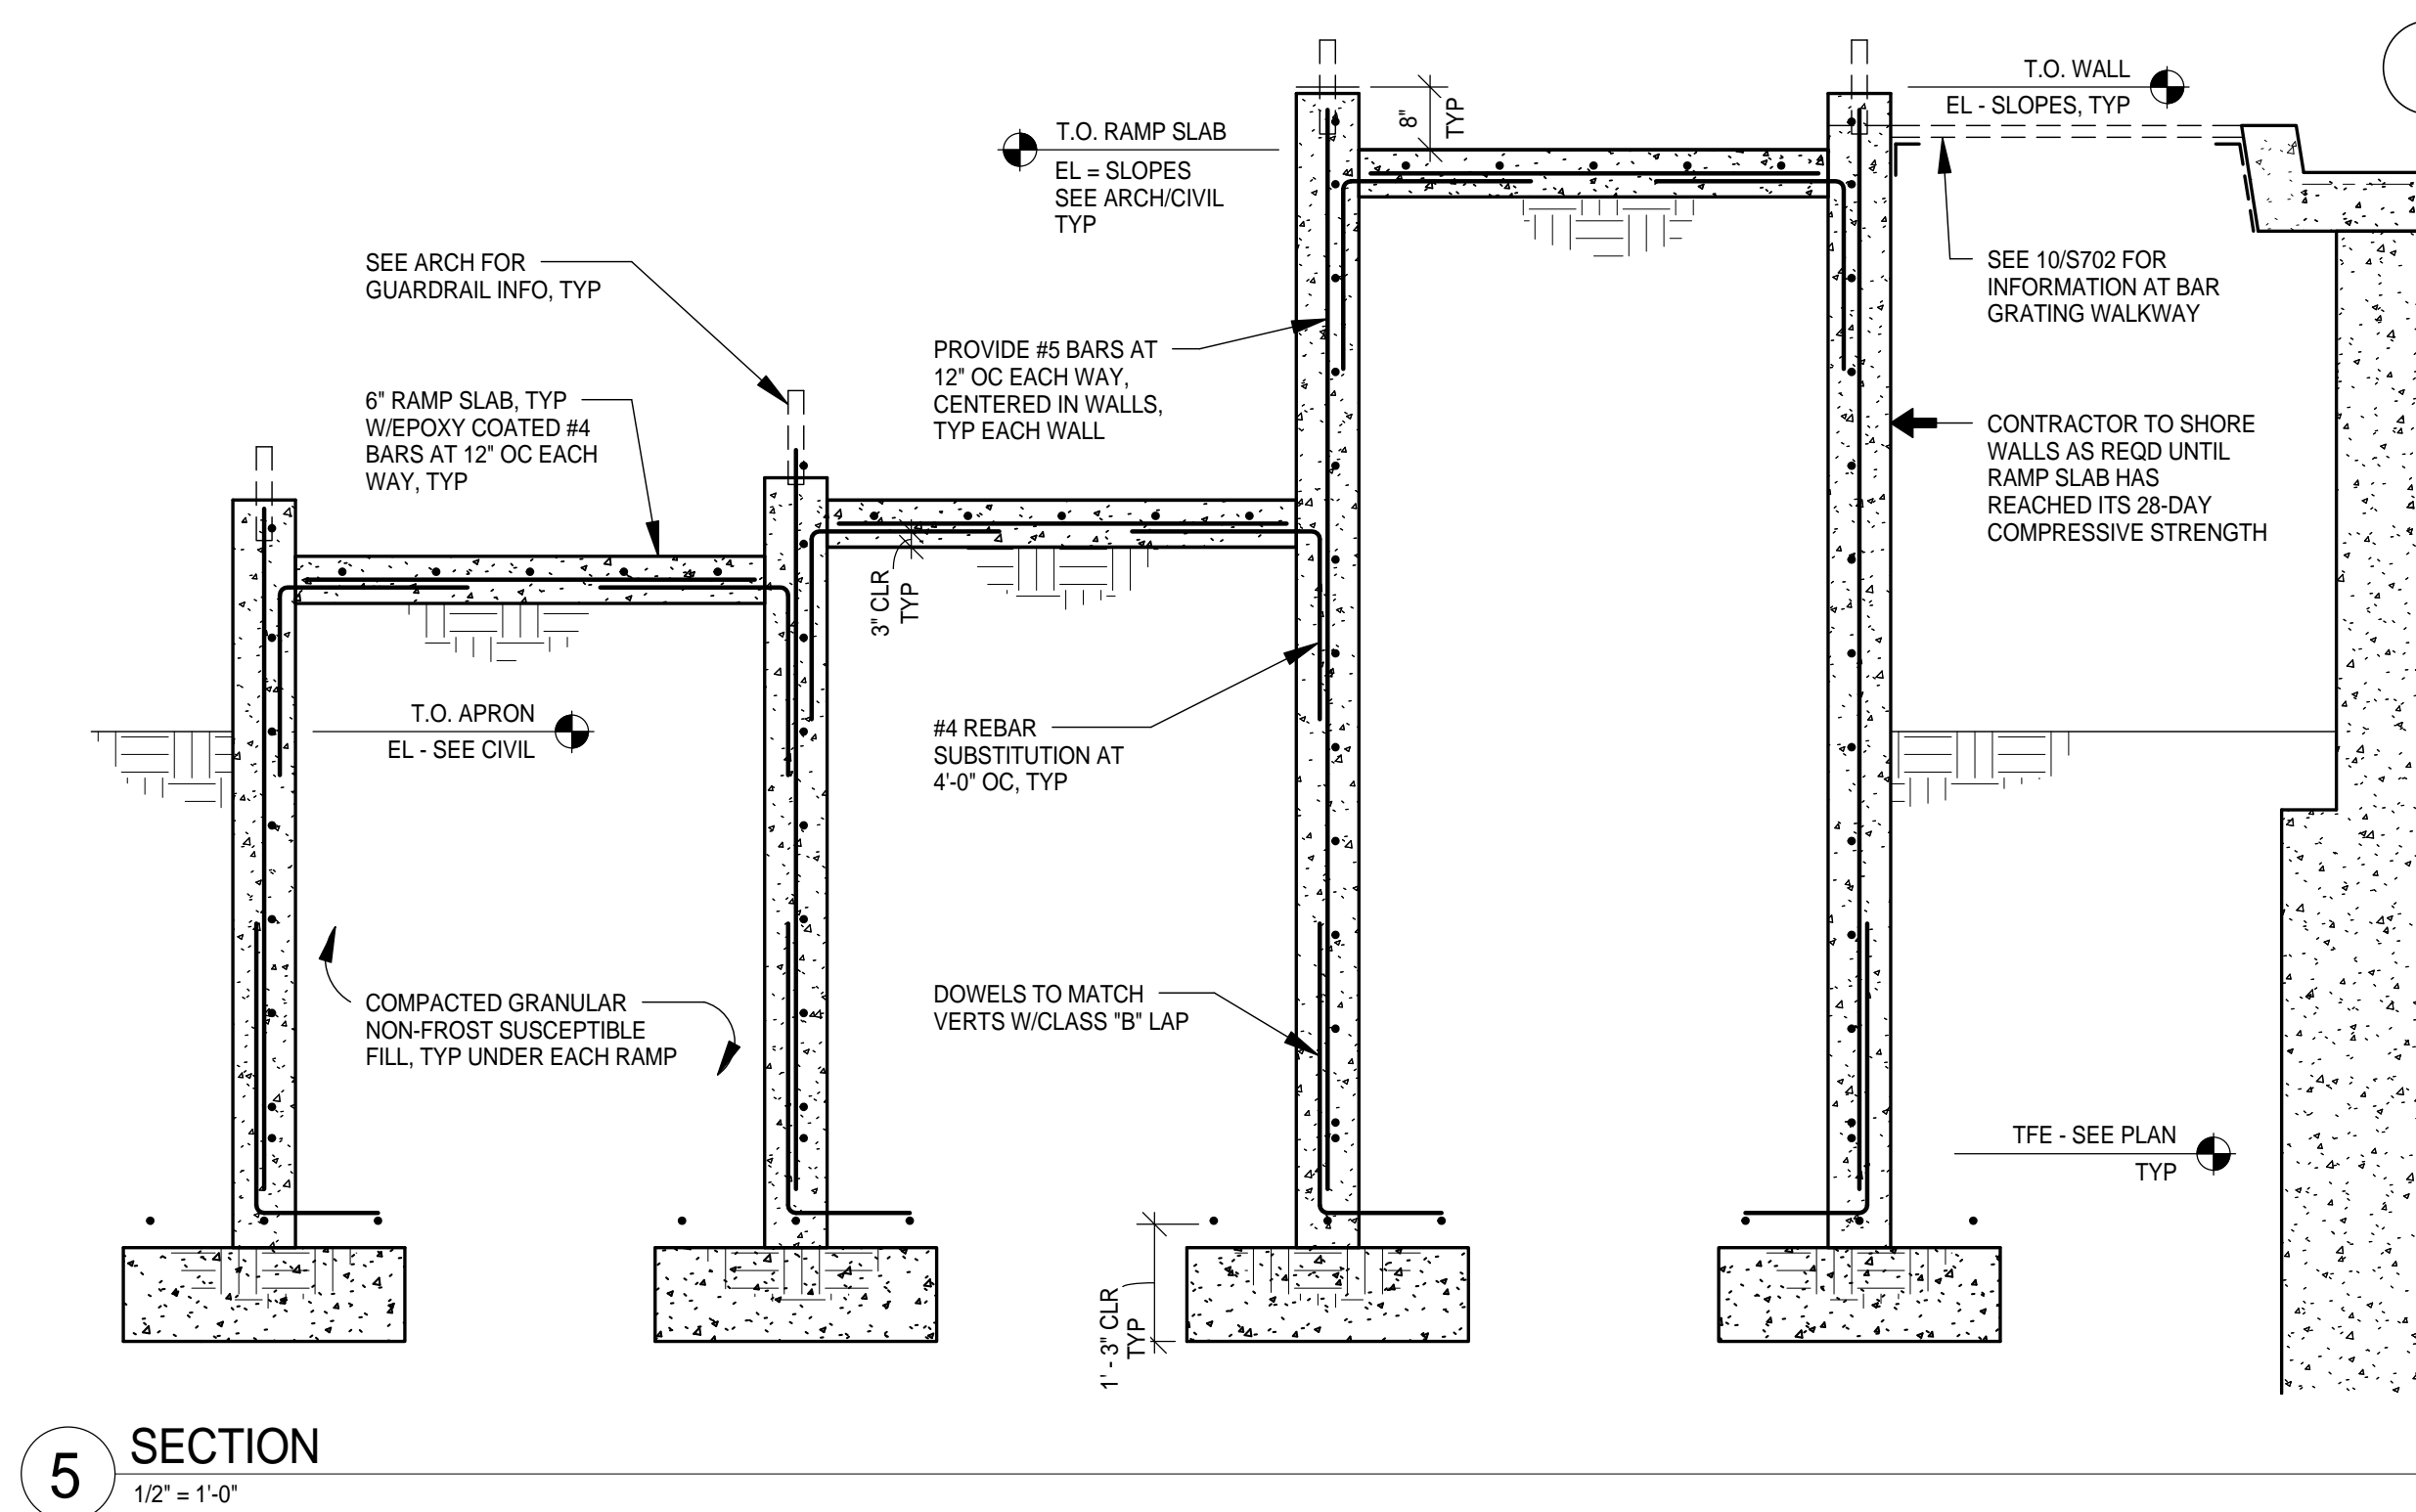 T.O. WALL
EL - SLOPES, TYP
8"
TYP
T.O. RAMP SLAB
EL = SLOPES
SEE ARCH/CIVIL
TYP
SEE ARCH FOR
GUARDRAIL INFO, TYP
SEE 10/S702 FOR
INFORMATION AT BAR
GRATING WALKWAY
PROVIDE #5 BARS AT
12" OC EACH WAY,
CENTERED IN WALLS,
TYP EACH WALL
6" RAMP SLAB, TYP
W/EPOXY COATED #4
BARS AT 12" OC EACH
WAY, TYP
CONTRACTOR TO SHORE
WALLS AS REQD UNTIL
RAMP SLAB HAS
REACHED ITS 28-DAY
COMPRESSIVE STRENGTH
3" CLR
TYP
T.O. APRON
EL - SEE CIVIL
#4 REBAR
SUBSTITUTION AT
4'-0" OC, TYP
COMPACTED GRANULAR
NON-FROST SUSCEPTIBLE
FILL, TYP UNDER EACH RAMP
DOWELS TO MATCH
VERTS W/CLASS "B" LAP
TFE - SEE PLAN
TYP
1' - 3" CLR
TYP
5
SECTION
1/2" = 1'-0"